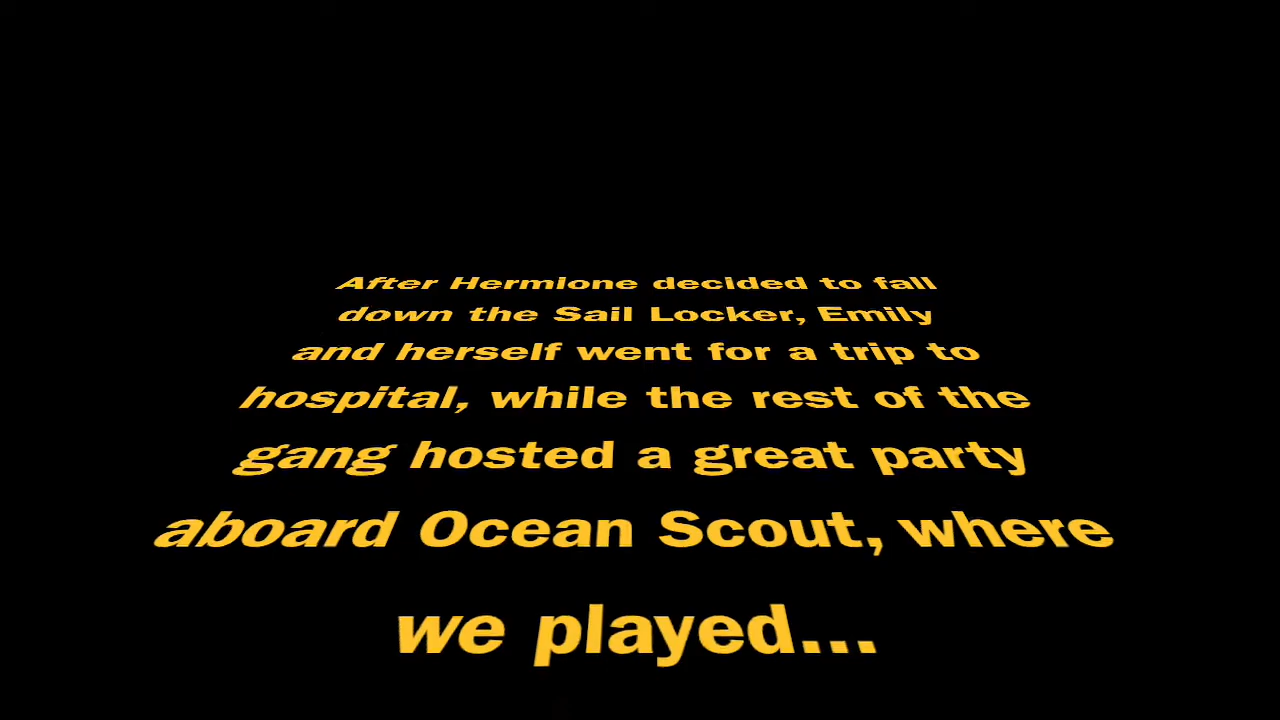 After Hermione decided to fall
down the Sail Locker, Emily
and herself went for a trip to
hospital, while the rest of the
gang hosted a great party
aboard Ocean Scout, where
we played...